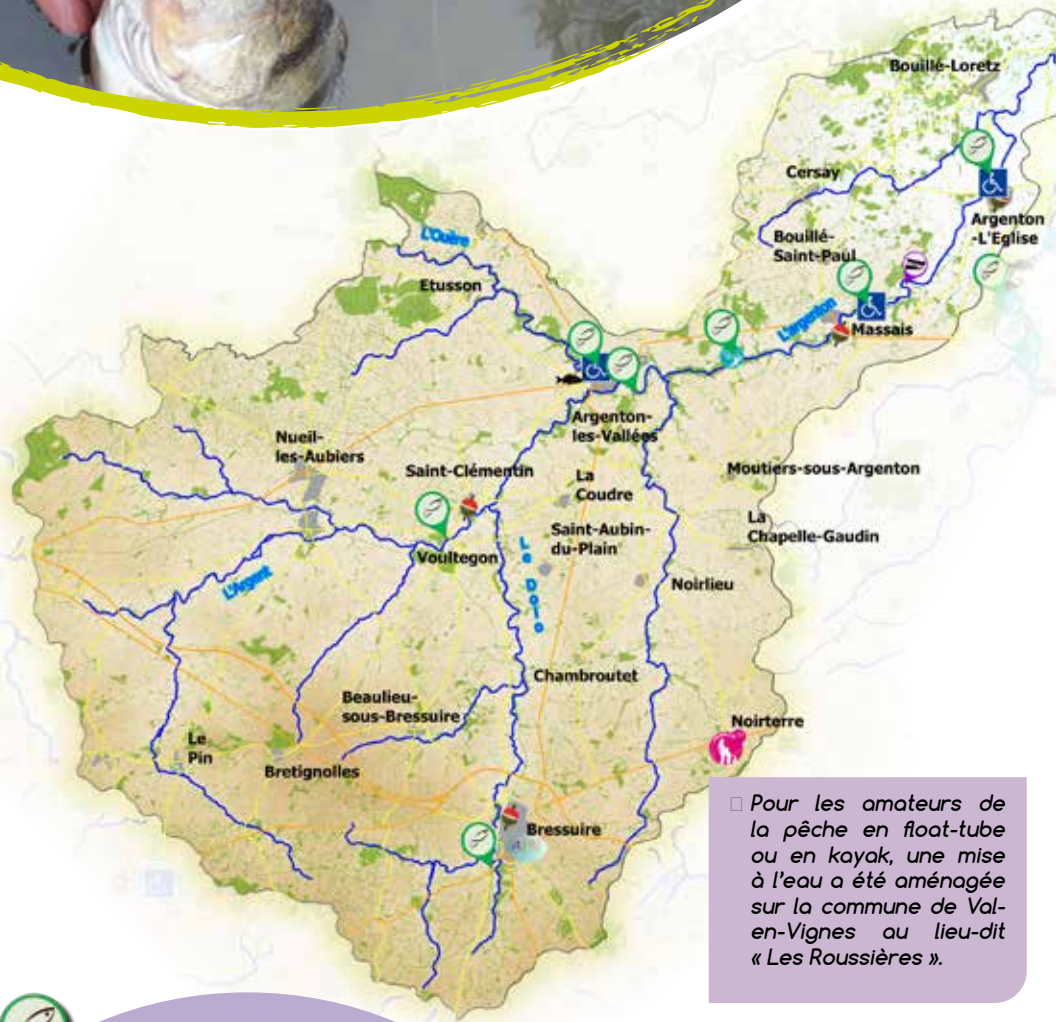 Bouillé-Loretz
Cersay
Argenton
-L'Eglise
Bouillé-
Saint-Paul
L'Ouère
Etusson
L'argenton
Massais
Argenton-
les-Vallées
Nueil-
les-Aubiers
Saint-Clémentin
La
Coudre
Moutiers-sous-Argenton
La
Chapelle-Gaudin
Saint-Aubin-
du-Plain
Voultegon
Le Dolo
L'Argent
Noirlieu
Chambroutet
Beaulieu-
sous-Bressuire
Noirterre
Le
Pin
Bretignolles
Bressuire
Pour les amateurs de
la pêche en float-tube
ou en kayak, une mise
à l'eau a été aménagée
sur la commune de Val-
en-Vignes au lieu-dit
« Les Roussières ».